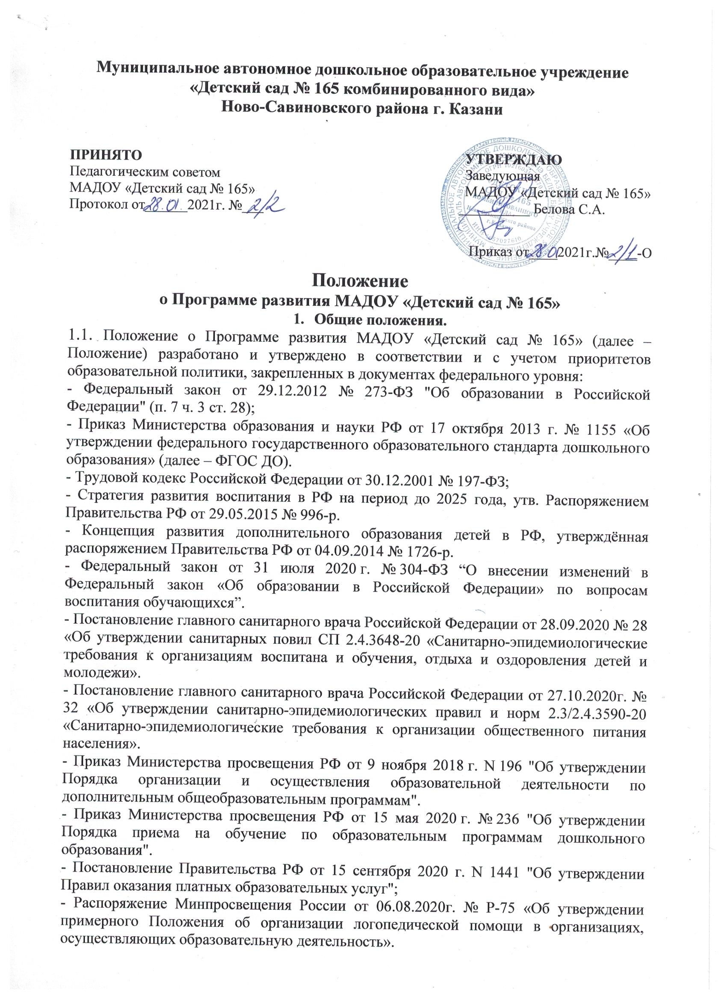 Муниципальное автономное дошкольное образовательное учреждение
«Детский сад № 165 комбинированного вида»
Ново-Савиновского района г. Казани
ПРИНЯТО
Педагогическим советом
МАДОУ «Детский сад № 165»
Протокол от 28.01. 2021г. № 2/2
УТВЕРЖДАЮ
Заведующая
МАДОУ «Детский сад № 165»
Белова С.А.
Приказ от 28.01 2021г.№ 2/1-О
Положение
о Программе развития МАДОУ «Детский сад № 165»
1. Общие положения.
1.1. Положение о Программе развития МАДОУ «Детский сад № 165» (далее –
Положение) разработано и утверждено в соответствии и с учетом приоритетов
образовательной политики, закрепленных в документах федерального уровня:
- Федеральный закон от 29.12.2012 № 273-ФЗ "Об образовании в Российской
Федерации" (п. 7 ч. 3 ст. 28);
- Приказ Министерства образования и науки РФ от 17 октября 2013 г. № 1155 «Об
утверждении федерального государственного образовательного стандарта дошкольного
образования» (далее – ФГОС ДО).
- Трудовой кодекс Российской Федерации от 30.12.2001 № 197-ФЗ;
- Стратегия развития воспитания в РФ на период до 2025 года, утв. Распоряжением
Правительства РФ от 29.05.2015 № 996-р.
- Концепция развития дополнительного образования детей в РФ, утверждённая
распоряжением Правительства РФ от 04.09.2014 № 1726-р.
- Федеральный закон от 31 июля 2020 г. № 304-ФЗ “О внесении изменений в
Федеральный закон «Об образовании в Российской Федерации» по вопросам
воспитания обучающихся”.
- Постановление главного санитарного врача Российской Федерации от 28.09.2020 № 28
«Об утверждении санитарных повил СП 2.4.3648-20 «Санитарно-эпидемиологические
требования к организациям воспитана и обучения, отдыха и оздоровления детей и
молодежи».
- Постановление главного санитарного врача Российской Федерации от 27.10.2020г. №
32 «Об утверждении санитарно-эпидемиологических правил и норм 2.3/2.4.3590-20
«Санитарно-эпидемиологические требования к организации общественного питания
населения».
- Приказ Министерства просвещения РФ от 9 ноября 2018 г. N 196 "Об утверждении
Порядка организации и осуществления образовательной деятельности по
дополнительным общеобразовательным программам".
- Приказ Министерства просвещения РФ от 15 мая 2020 г. № 236 "Об утверждении
Порядка приема на обучение по образовательным программам дошкольного
образования".
- Постановление Правительства РФ от 15 сентября 2020 г. N 1441 "Об утверждении
Правил оказания платных образовательных услуг";
- Распоряжение Минпросвещения России от 06.08.2020г. № Р-75 «Об утверждении
примерного Положения об организации логопедической помощи в организациях,
осуществляющих образовательную деятельность».